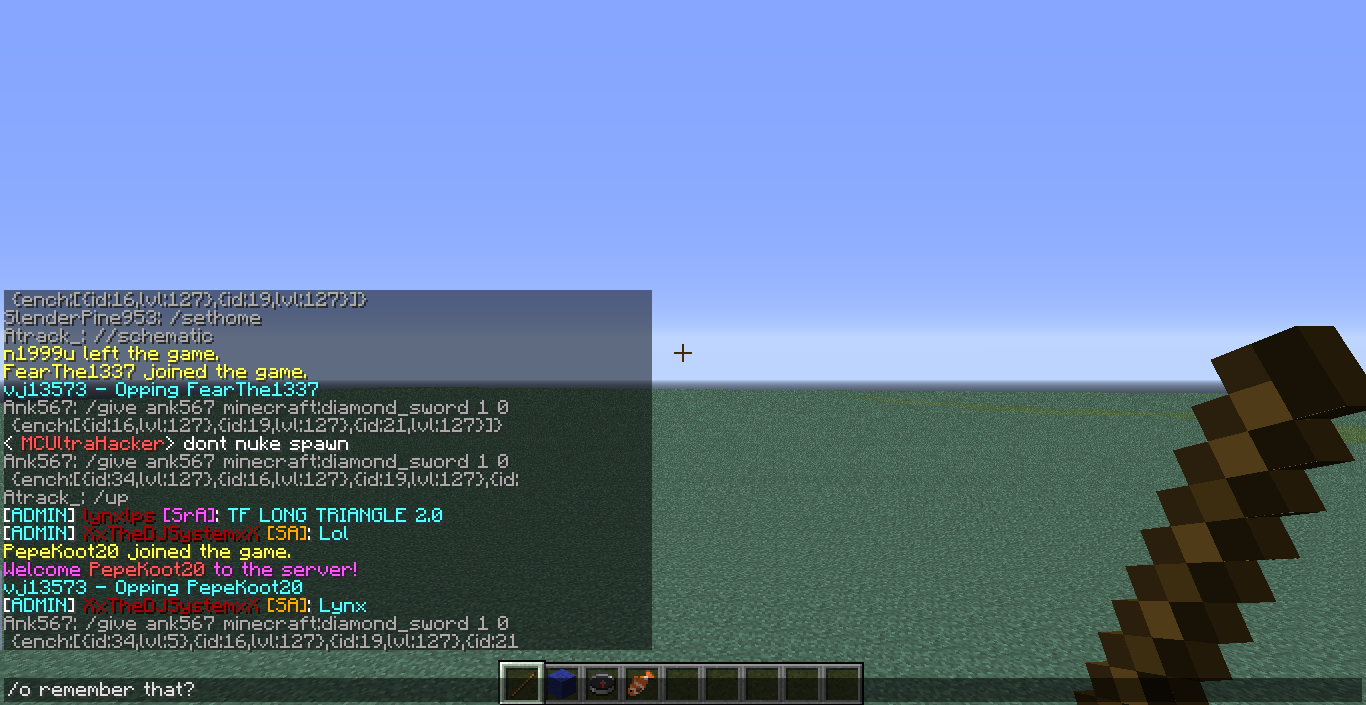 {ench:[{id:16,lvl:127},{id:19,lvl:127}]}
SlenderPine953: /sethome
Atrack_: //schematic
n1999u left the game.
FearThe1337 joined the game.
vj13573 - Opping FearThe1337
Ank567: /give ank567 minecraft:diamond_sword 1 0
{ench:[{id:16,lvl:127},{id:19,lvl:127},{id:21,lvl:127}]}
< MCUltraHacker> dont nuke spawn
Ank567: /give ank567 minecraft:diamond_sword 1 0
{ench:[{id:34,lvl:127},{id:16,lvl:127},{id:19,lvl:127},{id:
Atrack_: /up
[ADMIN] lynxlps [SrA]: TF LONG TRIANGLE 2.0
[ADMIN] XxTheDJSystemxX [SA]: Lol
PepeKoot20 joined the game.
Welcome PepeKoot20 to the server!
vj13573 - Opping PepeKoot20
[ADMIN] XxTheDJSystemxX [SA]: Lynx
Ank567: /give ank567 minecraft:diamond_sword 1 0
{ench:[{id:34,lvl:5},{id:16,lvl:127},{id:19,lvl:127},{id:21
/o remember that?